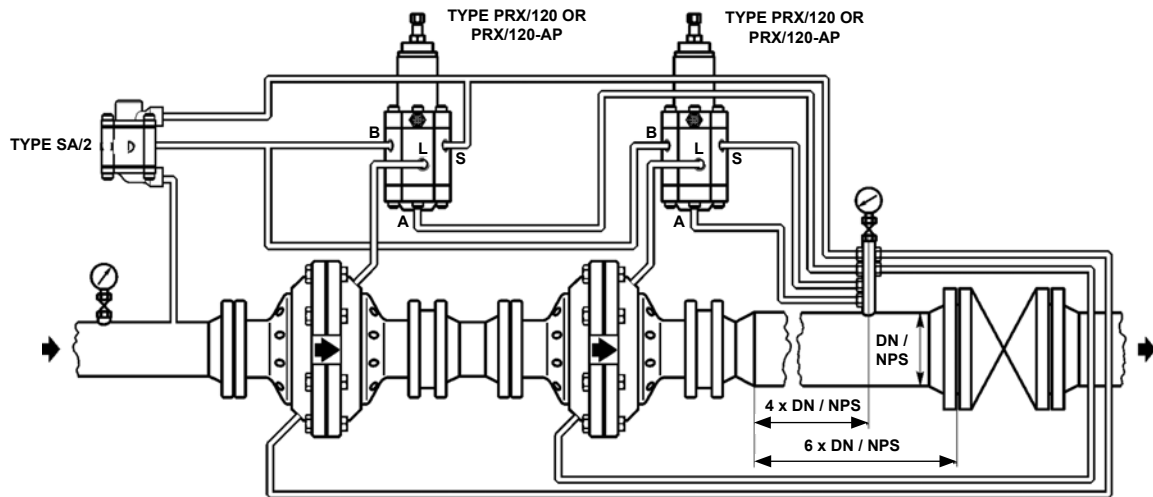 TYPE PRX/120 OR
PRX/120-AP
TYPE PRX/120 OR
PRX/120-AP
TYPE SA/2
B
L
S
A
B
L
S
A
DN /
NPS
4 x DN / NPS
6 x DN / NPS